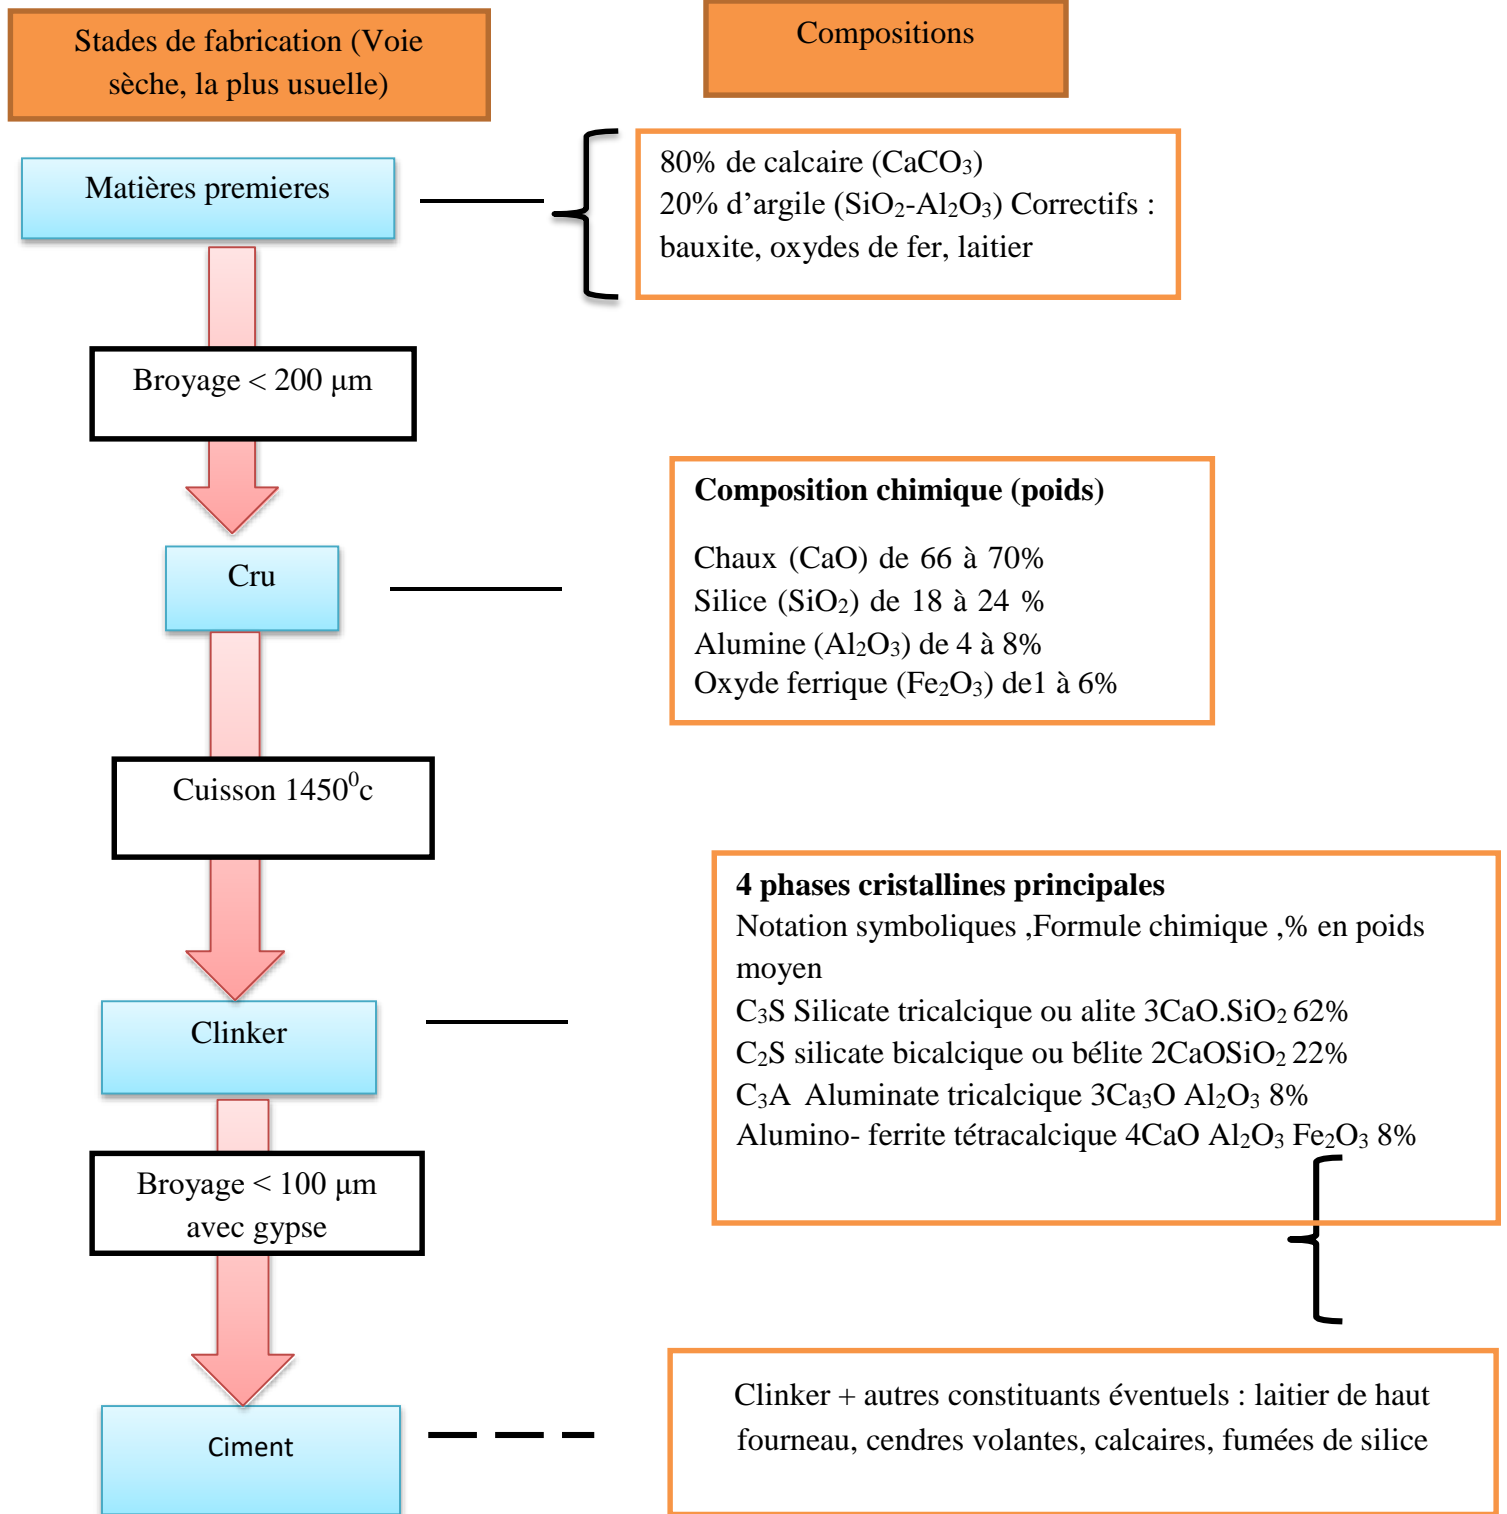 Stades de fabrication (Voie
sèche, la plus usuelle)
Compositions
Matières premieres
80% de calcaire (CaCO₃)
20% d’argile (SiO₂-Al₂O₃) Correctifs :
bauxite, oxydes de fer, laitier
Broyage < 200 μm
Cru
Composition chimique (poids)
Chaux (CaO) de 66 à 70%
Silice (SiO₂) de 18 à 24 %
Alumine (Al₂O₃) de 4 à 8%
Oxyde ferrique (Fe₂O₃) de1 à 6%
Cuisson 1450⁰c
Clinker
4 phases cristallines principales
Notation symboliques ,Formule chimique ,% en poids
moyen
C₃S Silicate tricalcique ou alite 3CaO.SiO₂ 62%
C₂S silicate bicalcique ou bélite 2CaOSiO₂ 22%
C₃A  Aluminate tricalcique 3Ca₃O Al₂O₃ 8%
Alumino- ferrite tétracalcique 4CaO Al₂O₃ Fe₂O₃ 8%
Broyage < 100 μm
avec gypse
Ciment
Clinker + autres constituants éventuels : laitier de haut
fourneau, cendres volantes, calcaires, fumées de silice